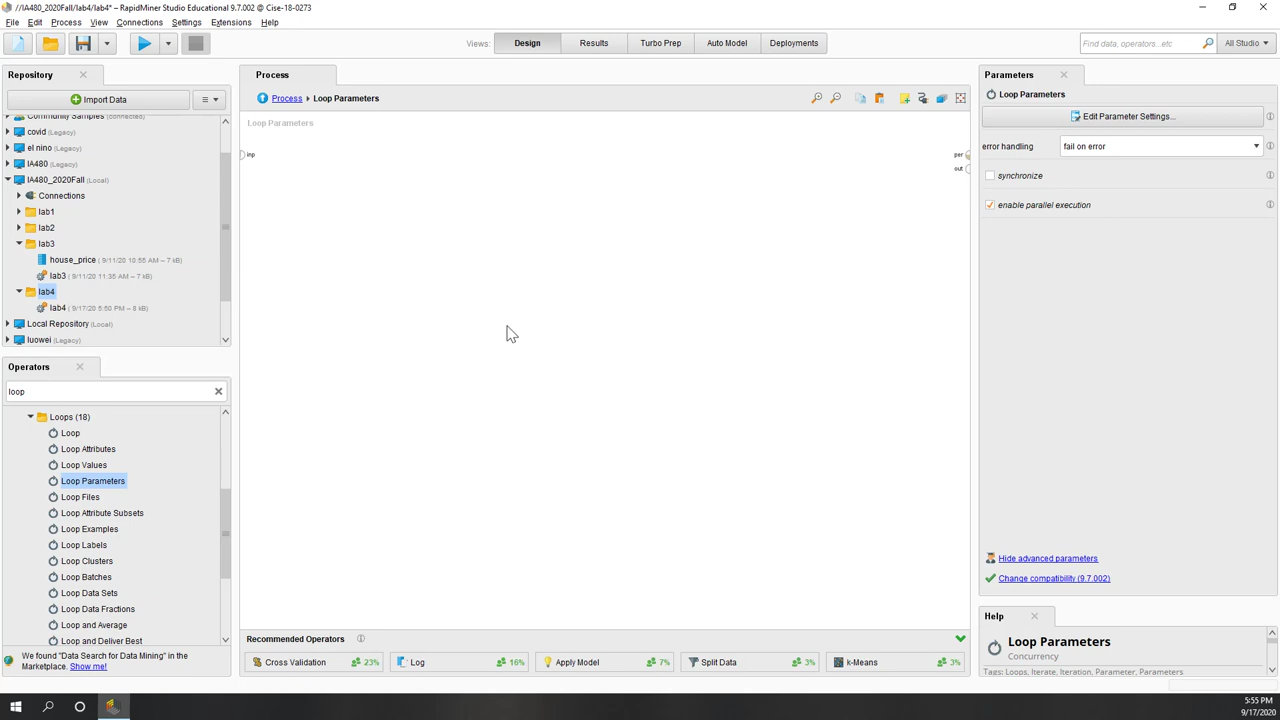 //IA480_2020Fall/lab4/lab4* – RapidMiner Studio Educational 9.7.002 @ Cise-18-0273
File Edit Process View Connections Settings Extensions Help
Views: Design Results Turbo Prep Auto Model Deployments
Find data, operators...etc All Studio
Repository
Import Data
Community Samples (connected)
covid (Legacy)
el nino (Legacy)
IA480 (Legacy)
IA480_2020Fall (Local)
Connections
lab1
lab2
lab3
house_price ( 9/11/20 10:55 AM – 7 kB)
lab3 ( 9/11/20 11:35 AM – 7 kB)
lab4
lab4 ( 9/17/20 5:50 PM – 8 kB)
Local Repository (Local)
luowei (Legacy)
Operators
loop
Loops (18)
Loop
Loop Attributes
Loop Values
Loop Parameters
Loop Files
Loop Attribute Subsets
Loop Examples
Loop Labels
Loop Clusters
Loop Batches
Loop Data Sets
Loop Data Fractions
Loop and Average
Loop and Deliver Best
We found "Data Search for Data Mining" in the
Marketplace. Show me!
Process
Process Loop Parameters
Loop Parameters
inp
per
out
Recommended Operators
Cross Validation 23%
Log 16%
Apply Model 7%
Split Data 3%
k-Means 3%
Parameters
Loop Parameters
Edit Parameter Settings...
error handling fail on error
synchronize
enable parallel execution
Hide advanced parameters
Change compatibility (9.7.002)
Help
Loop Parameters
Concurrency
Tags: Loops, Iterate, Iteration, Parameter, Parameters
5:55 PM
9/17/2020